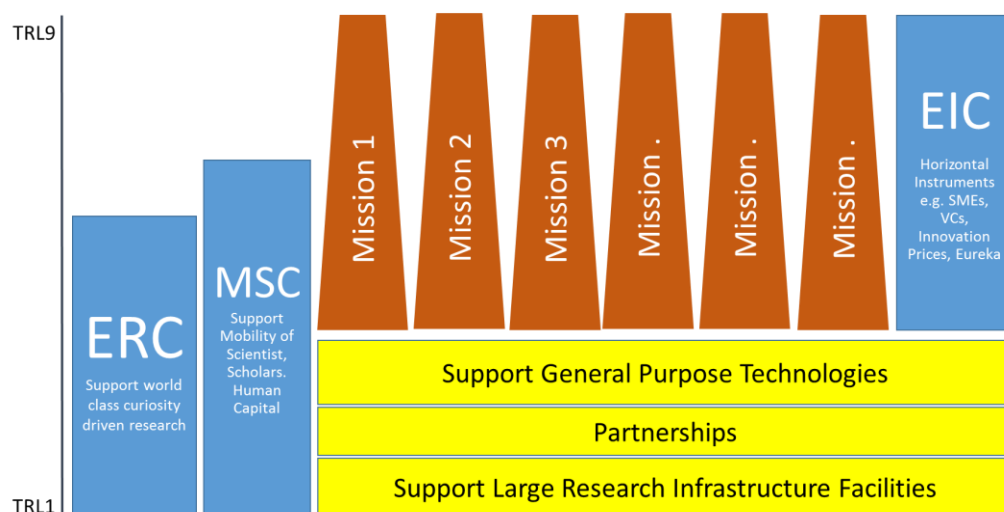 TRL9
TRL1
ERC
Support world
class curiosity
driven research
MSC
Support
Mobility of
Scientist,
Scholars.
Human
Capital
Mission 1
Mission 2
Mission 3
Mission .
Mission .
Mission .
EIC
Horizontal
Instruments
e.g. SMEs,
VCs,
Innovation
Prices, Eureka
Support General Purpose Technologies
Partnerships
Support Large Research Infrastructure Facilities